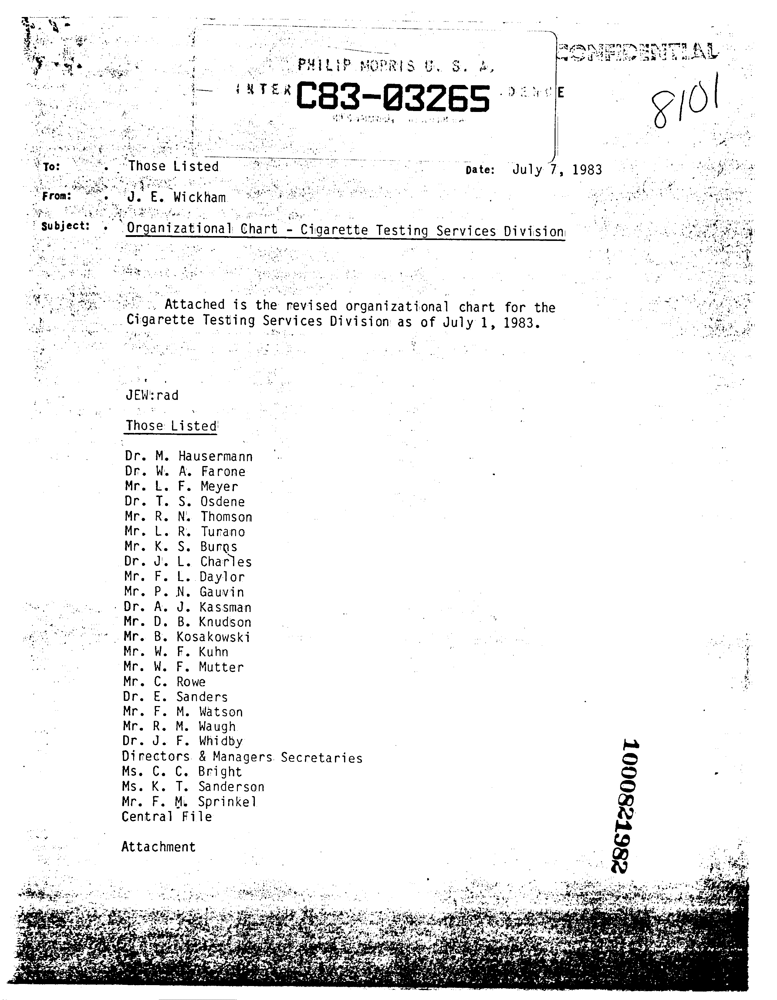 CONFIDENTIAL
PHILIP MORRIS U. S. A.
INTER
C83-03265
8101
To: Those Listed Date: July 7, 1983
From: J. E. Wickham
Subject: Organizational Chart - Cigarette Testing Services Division
Attached is the revised organizational chart for the
Cigarette Testing Services Division as of July 1, 1983.
JEW:rad
Those Listed
Dr. M. Hausermann
Dr. W. A. Farone
Mr. L. F. Meyer
Dr. T. S. Osdene
Mr. R. N. Thomson
Mr. L. R. Turano
Mr. K. S. Burns
Dr. J. L. Charles
Mr. F. L. Daylor
Mr. P. N. Gauvin
Dr. A. J. Kassman
Mr. D. B. Knudson
Mr. B. Kosakowski
Mr. W. F. Kuhn
Mr. W. F. Mutter
Mr. C. Rowe
Dr. E. Sanders
Mr. F. M. Watson
Mr. R. M. Waugh
Dr. J. F. Whidby
Directors & Managers Secretaries
Ms. C. C. Bright
Ms. K. T. Sanderson
Mr. F. M. Sprinkel
Central File
Attachment
1000821982